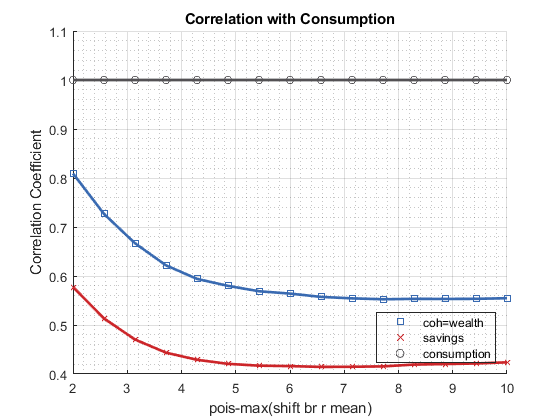 Correlation with Consumption
1.1
1
0.9
0.8
0.7
0.6
0.5
0.4
Correlation Coefficient
coh=wealth
savings
consumption
2 3 4 5 6 7 8 9 10
pois-max(shift br r mean)